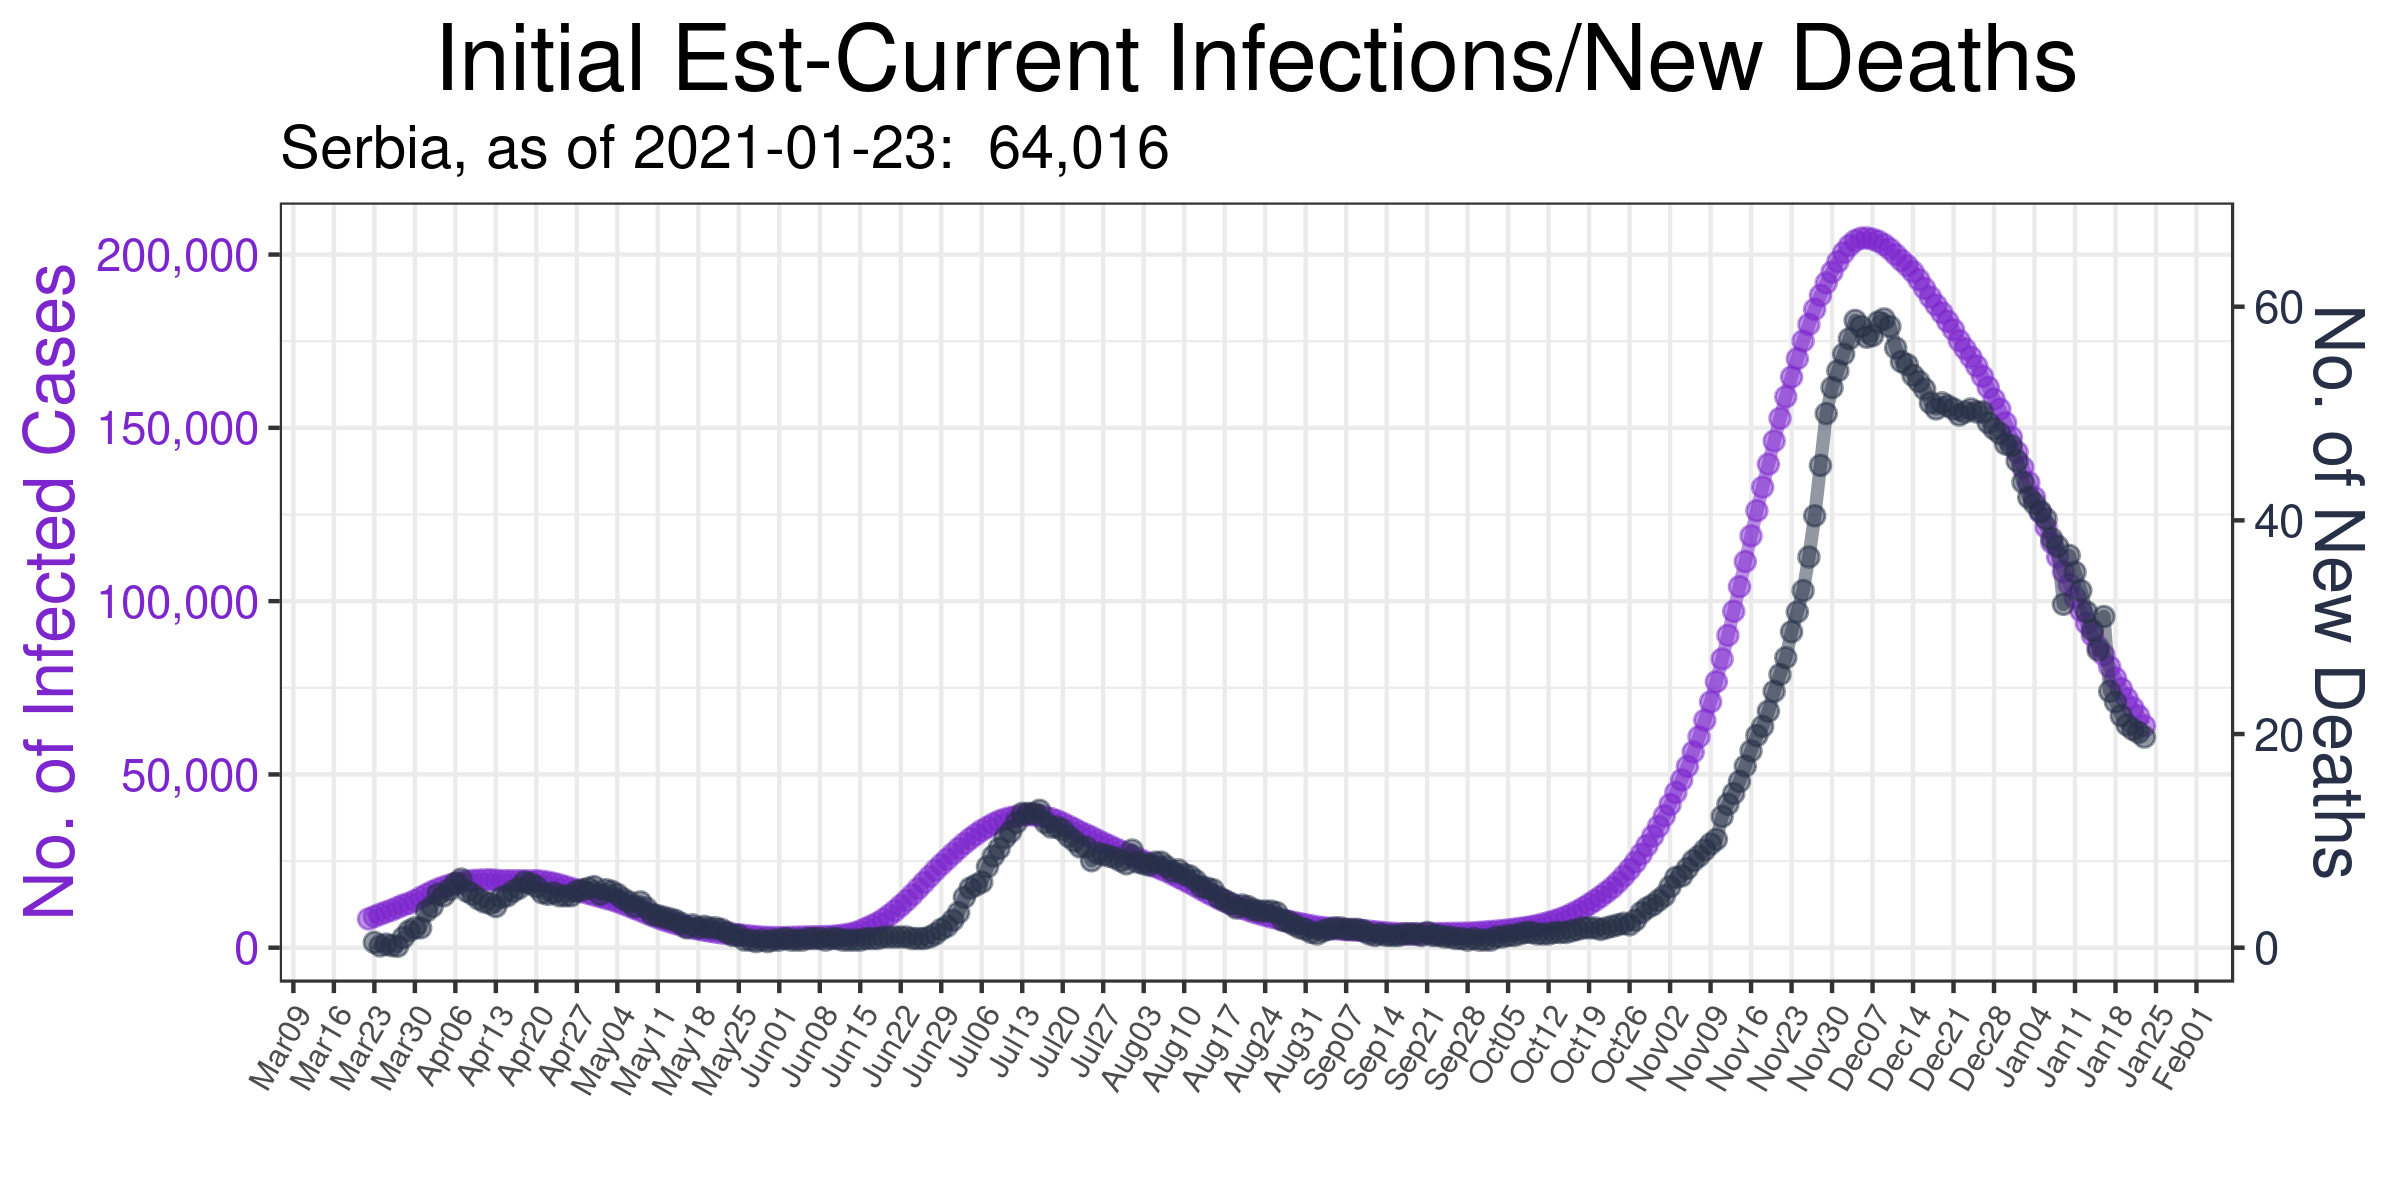 Initial Est-Current Infections/New Deaths
Serbia, as of 2021-01-23:  64,016
No. of Infected Cases
200,000
150,000
100,000
50,000
0
60
40
20
0
No. of New Deaths
Mar09
Mar16
Mar23
Mar30
Apr06
Apr13
Apr20
Apr27
May04
May11
May18
May25
Jun01
Jun08
Jun15
Jun22
Jun29
Jul06
Jul13
Jul20
Jul27
Aug03
Aug10
Aug17
Aug24
Aug31
Sep07
Sep14
Sep21
Sep28
Oct05
Oct12
Oct19
Oct26
Nov02
Nov09
Nov16
Nov23
Nov30
Dec07
Dec14
Dec21
Dec28
Jan04
Jan11
Jan18
Jan25
Feb01